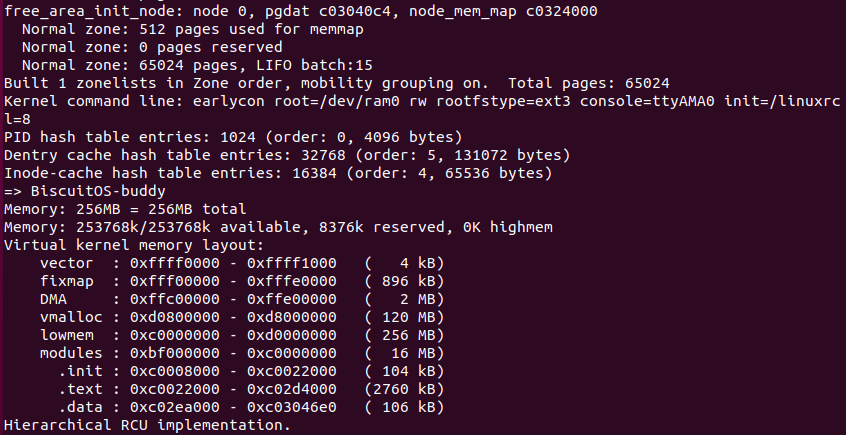 free_area_init_node: node 0, pgdat c03040c4, node_mem_map c0324000
  Normal zone: 512 pages used for memmap
  Normal zone: 0 pages reserved
  Normal zone: 65024 pages, LIFO batch:15
Built 1 zonelists in Zone order, mobility grouping on.  Total pages: 65024
Kernel command line: earlycon root=/dev/ram0 rw rootfstype=ext3 console=ttyAMA0 init=/linuxrc
l=8
PID hash table entries: 1024 (order: 0, 4096 bytes)
Dentry cache hash table entries: 32768 (order: 5, 131072 bytes)
Inode-cache hash table entries: 16384 (order: 4, 65536 bytes)
=> BiscuitOS-buddy
Memory: 256MB = 256MB total
Memory: 253768k/253768k available, 8376k reserved, 0K highmem
Virtual kernel memory layout:
    vector  : 0xffff0000 - 0xffff1000   (   4 kB)
    fixmap  : 0xfff00000 - 0xfffe0000   ( 896 kB)
    DMA     : 0xffc00000 - 0xffe00000   (   2 MB)
    vmalloc : 0xd0800000 - 0xd8000000   ( 120 MB)
    lowmem  : 0xc0000000 - 0xd0000000   ( 256 MB)
    modules : 0xbf000000 - 0xc0000000   (  16 MB)
      .init : 0xc0008000 - 0xc0022000   ( 104 kB)
      .text : 0xc0022000 - 0xc02d4000   (2760 kB)
      .data : 0xc02ea000 - 0xc03046e0   ( 106 kB)
Hierarchical RCU implementation.